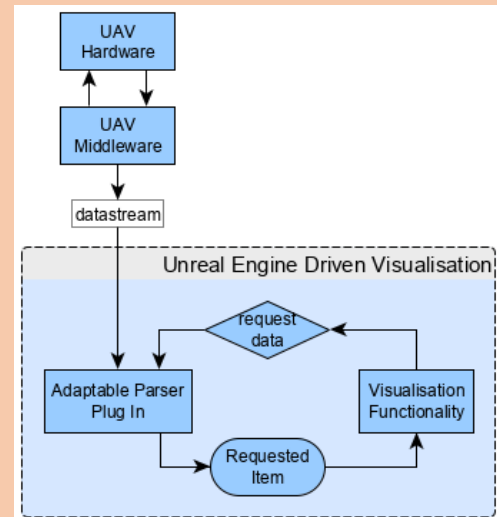 UAV
Hardware
UAV
Middleware
datastream
Unreal Engine Driven Visualisation
request
data
Adaptable Parser
Plug In
Visualisation
Functionality
Requested
Item